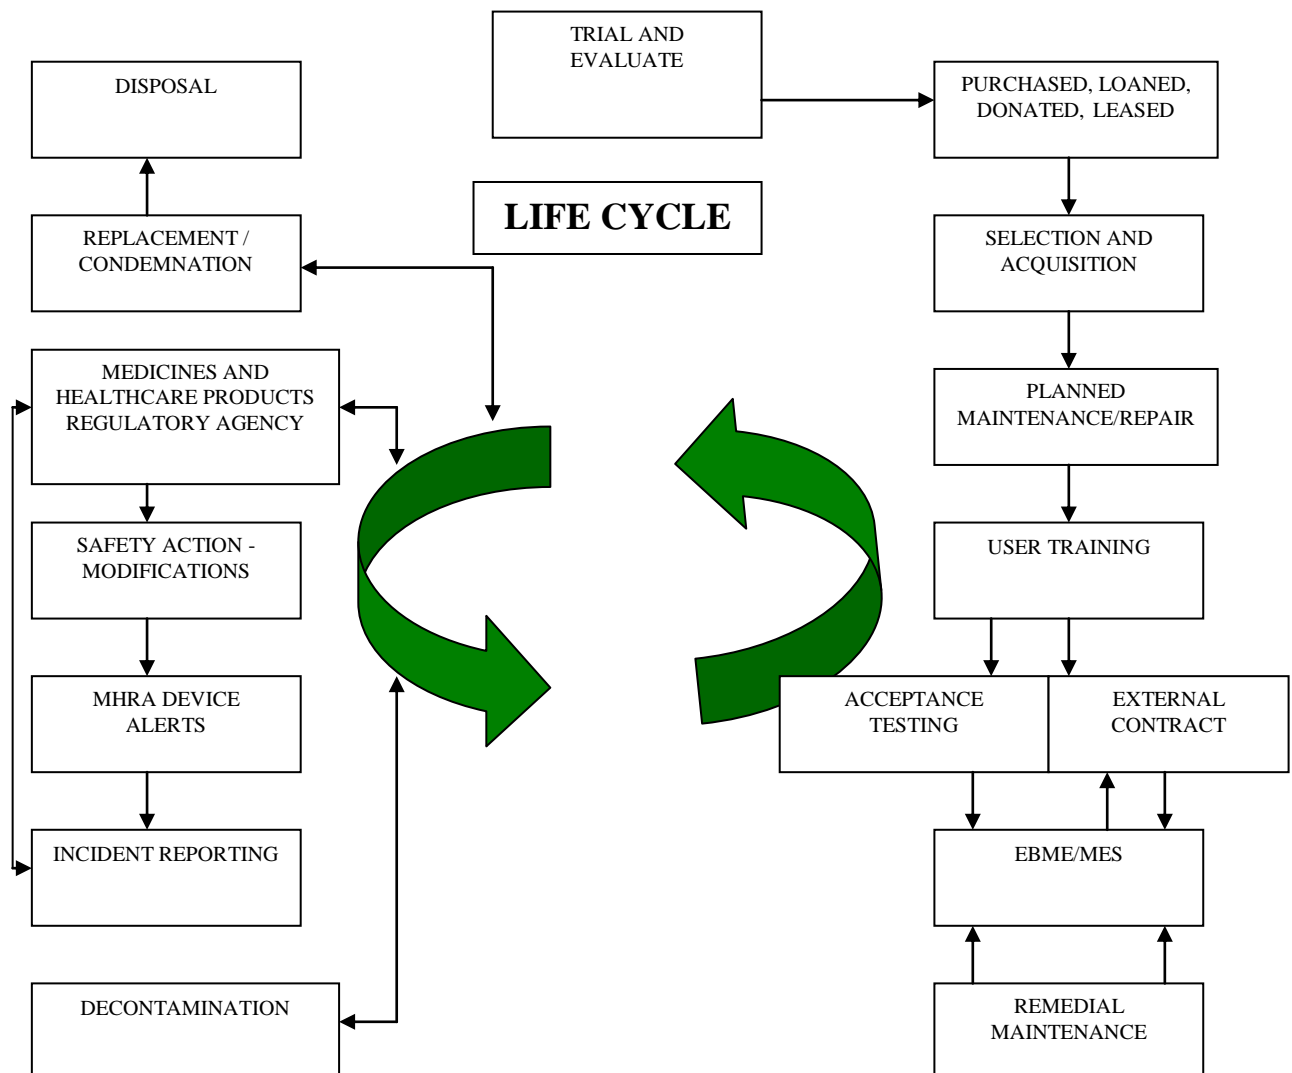 TRIAL AND
EVALUATE
DISPOSAL
PURCHASED, LOANED,
DONATED, LEASED
LIFE CYCLE
REPLACEMENT /
CONDEMNATION
SELECTION AND
ACQUISITION
MEDICINES AND
HEALTHCARE PRODUCTS
REGULATORY AGENCY
PLANNED
MAINTENANCE/REPAIR
SAFETY ACTION -
MODIFICATIONS
USER TRAINING
MHRA DEVICE
ALERTS
ACCEPTANCE
TESTING
EXTERNAL
CONTRACT
INCIDENT REPORTING
EBME/MES
DECONTAMINATION
REMEDIAL
MAINTENANCE